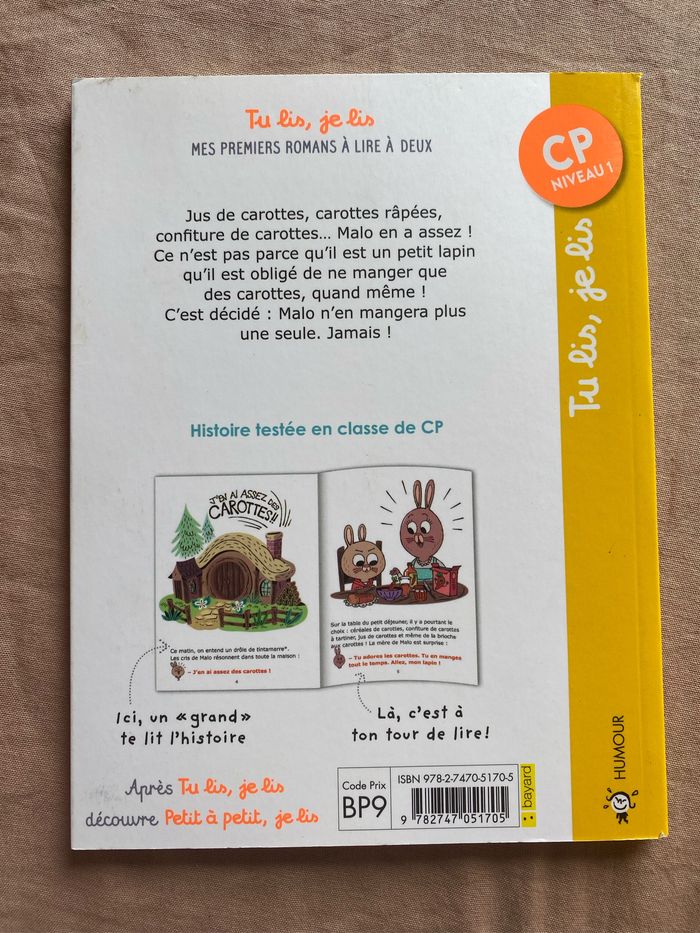 Tu lis, je lis
MES PREMIERS ROMANS À LIRE À DEUX
CP
NIVEAU 1
Jus de carottes, carottes râpées,
confiture de carottes... Malo en a assez !
Ce n'est pas parce qu'il est un petit lapin
qu'il est obligé de ne manger que
des carottes, quand même !
C'est décidé : Malo n'en mangera plus
une seule. Jamais !
Tu lis, je lis
Histoire testée en classe de CP
J'EN AI ASSEZ DES
CAROTTES!!
Ce matin, on entend un drôle de tintamarre*.
Les cris de Malo résonnent dans toute la maison :
– J'en ai assez des carottes !
4
Sur la table du petit déjeuner, il y a pourtant le
choix : céréales de carottes, confiture de carottes
à tartiner, jus de carottes et même de la brioche
aux carottes ! La mère de Malo est surprise :
– Tu adores les carottes. Tu en manges
tout le temps. Allez, mon lapin !
5
Ici, un «grand»
te lit l'histoire
Là, c'est à
ton tour de lire!
Après Tu lis, je lis
découvre Petit à petit, je lis
Code Prix
BP9
ISBN 978-2-7470-5170-5
9 782747 051705
bayard
HUMOUR